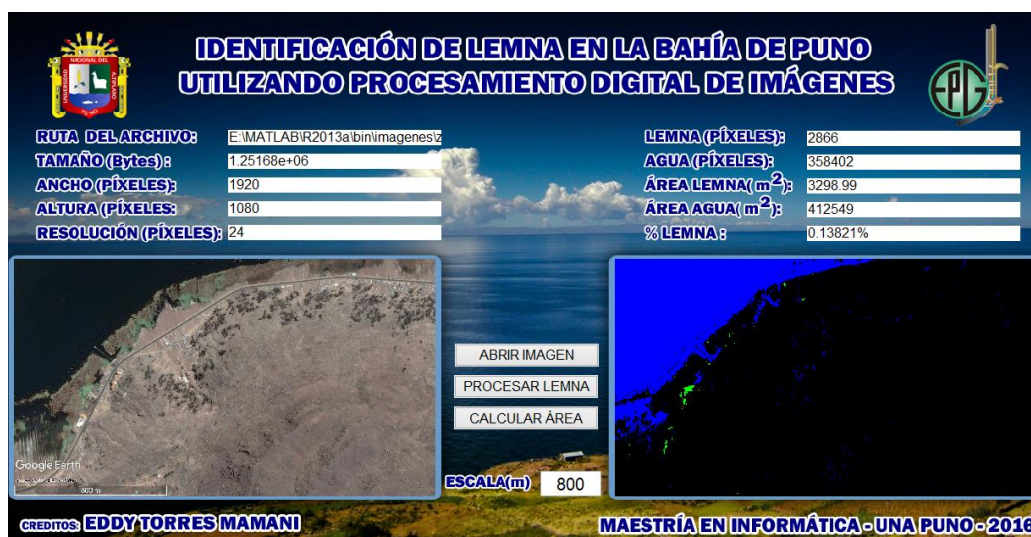 IDENTIFICACIÓN DE LEMNA EN LA BAHÍA DE PUNO
UTILIZANDO PROCESAMIENTO DIGITAL DE IMÁGENES
RUTA DEL ARCHIVO: E:\MATLAB\R2013a\bin\imagenes\z
TAMAÑO (Bytes) : 1.25168e+06
ANCHO (PÍXELES): 1920
ALTURA (PÍXELES: 1080
RESOLUCIÓN (PÍXELES): 24
LEMNA (PÍXELES): 2866
AGUA (PÍXELES): 358402
ÁREA LEMNA( m²): 3298.99
ÁREA AGUA( m²): 412549
% LEMNA : 0.13821%
ABRIR IMAGEN
PROCESAR LEMNA
CALCULAR ÁREA
ESCALA(m) 800
Google Earth
800 m
CREDITOS: EDDY TORRES MAMANI
MAESTRÍA EN INFORMÁTICA - UNA PUNO - 2016